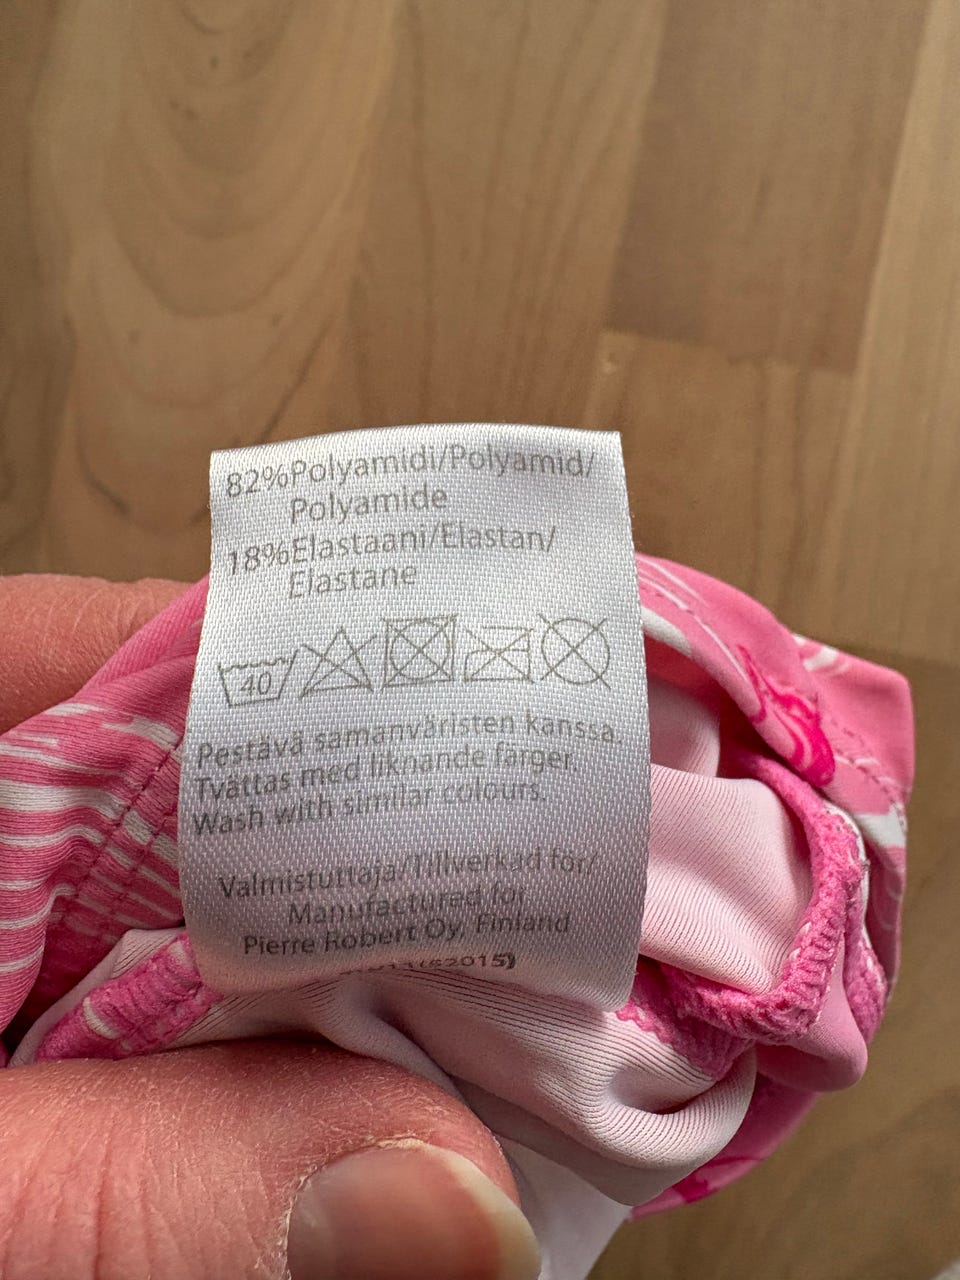 82%Polyamidi/Polyamid/
Polyamide
18%Elastaani/Elastan/
Elastane
40
Pestävä samanväristen kanssa.
Tvättas med liknande färger.
Wash with similar colours.
Valmistuttaja/Tillverkad for/
Manufactured for
Pierre Robert Oy, Finland